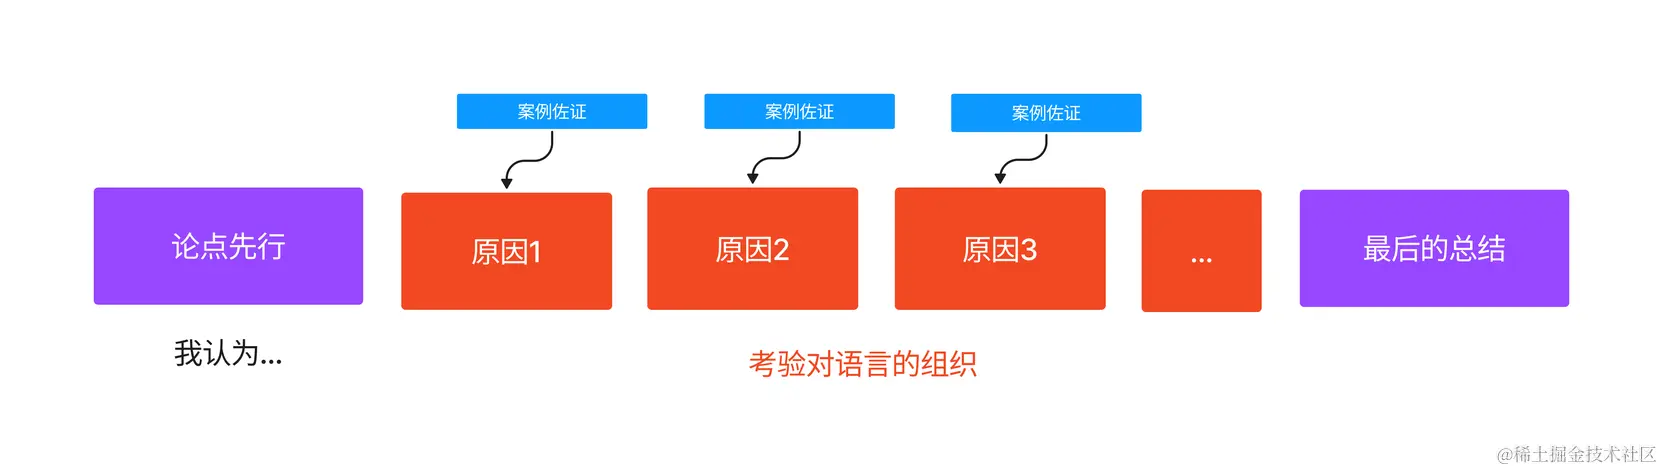 案例佐证
案例佐证
案例佐证
论点先行
原因1
原因2
原因3
...
最后的总结
我认为...
考验对语言的组织
@稀土掘金技术社区